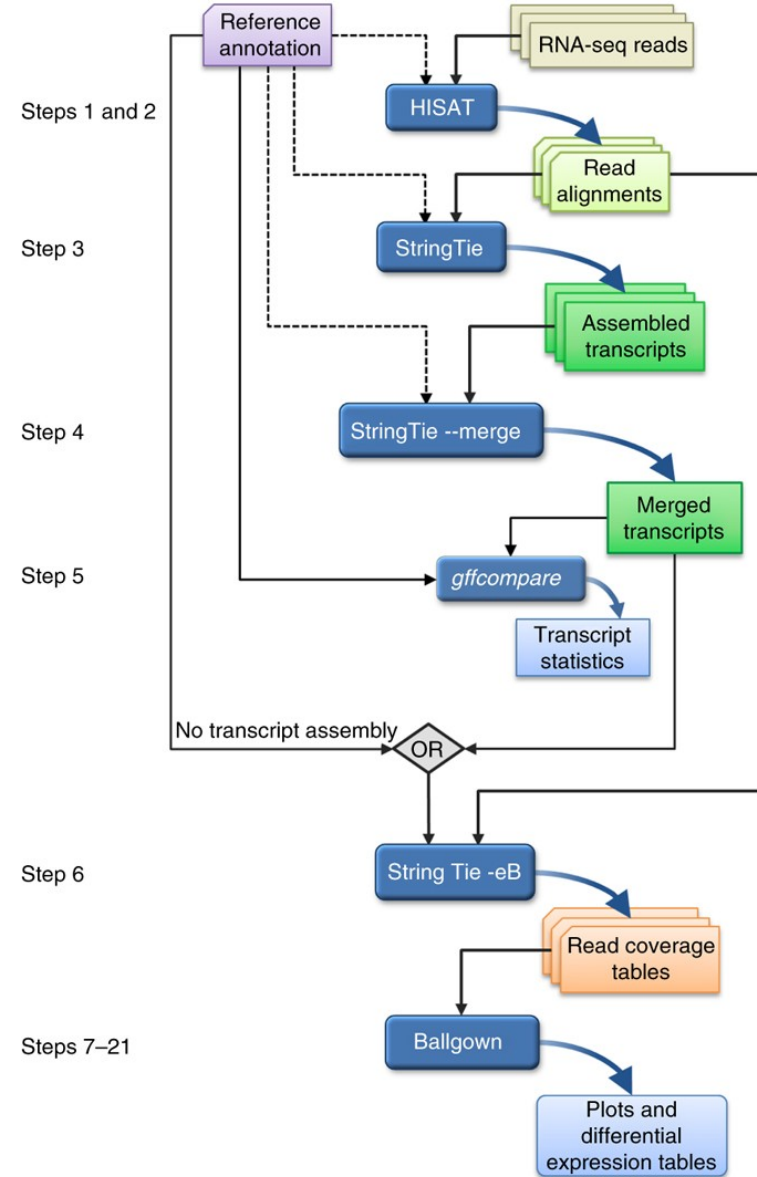 Reference
annotation
RNA-seq reads
Steps 1 and 2
HISAT
Read
alignments
Step 3
StringTie
Assembled
transcripts
Step 4
StringTie --merge
Merged
transcripts
Step 5
gffcompare
Transcript
statistics
No transcript assembly
OR
Step 6
String Tie -eB
Read coverage
tables
Steps 7–21
Ballgown
Plots and
differential
expression tables